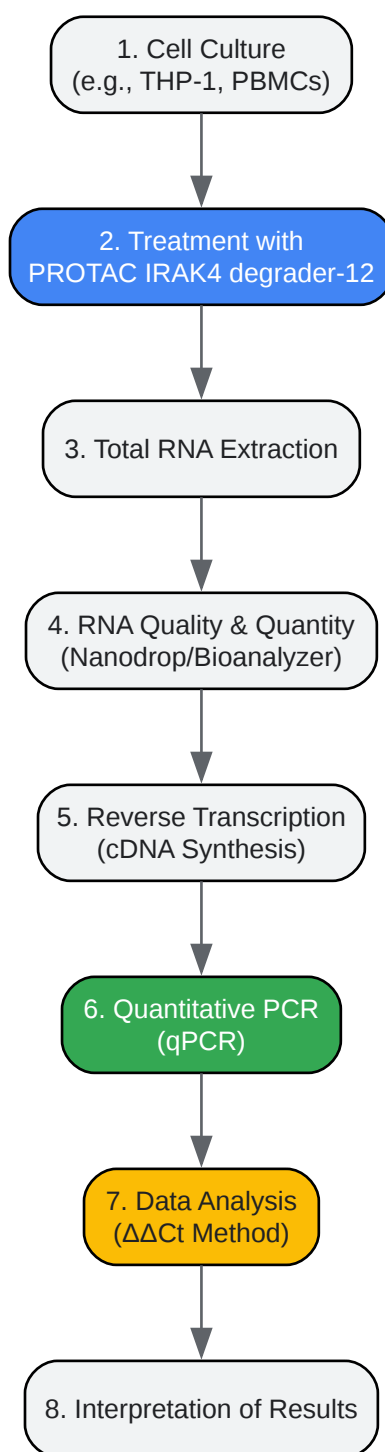 1. Cell Culture
(e.g., THP-1, PBMCs)
2. Treatment with
PROTAC IRAK4 degrader-12
3. Total RNA Extraction
4. RNA Quality & Quantity
(Nanodrop/Bioanalyzer)
5. Reverse Transcription
(cDNA Synthesis)
6. Quantitative PCR
(qPCR)
7. Data Analysis
(ΔΔCt Method)
8. Interpretation of Results